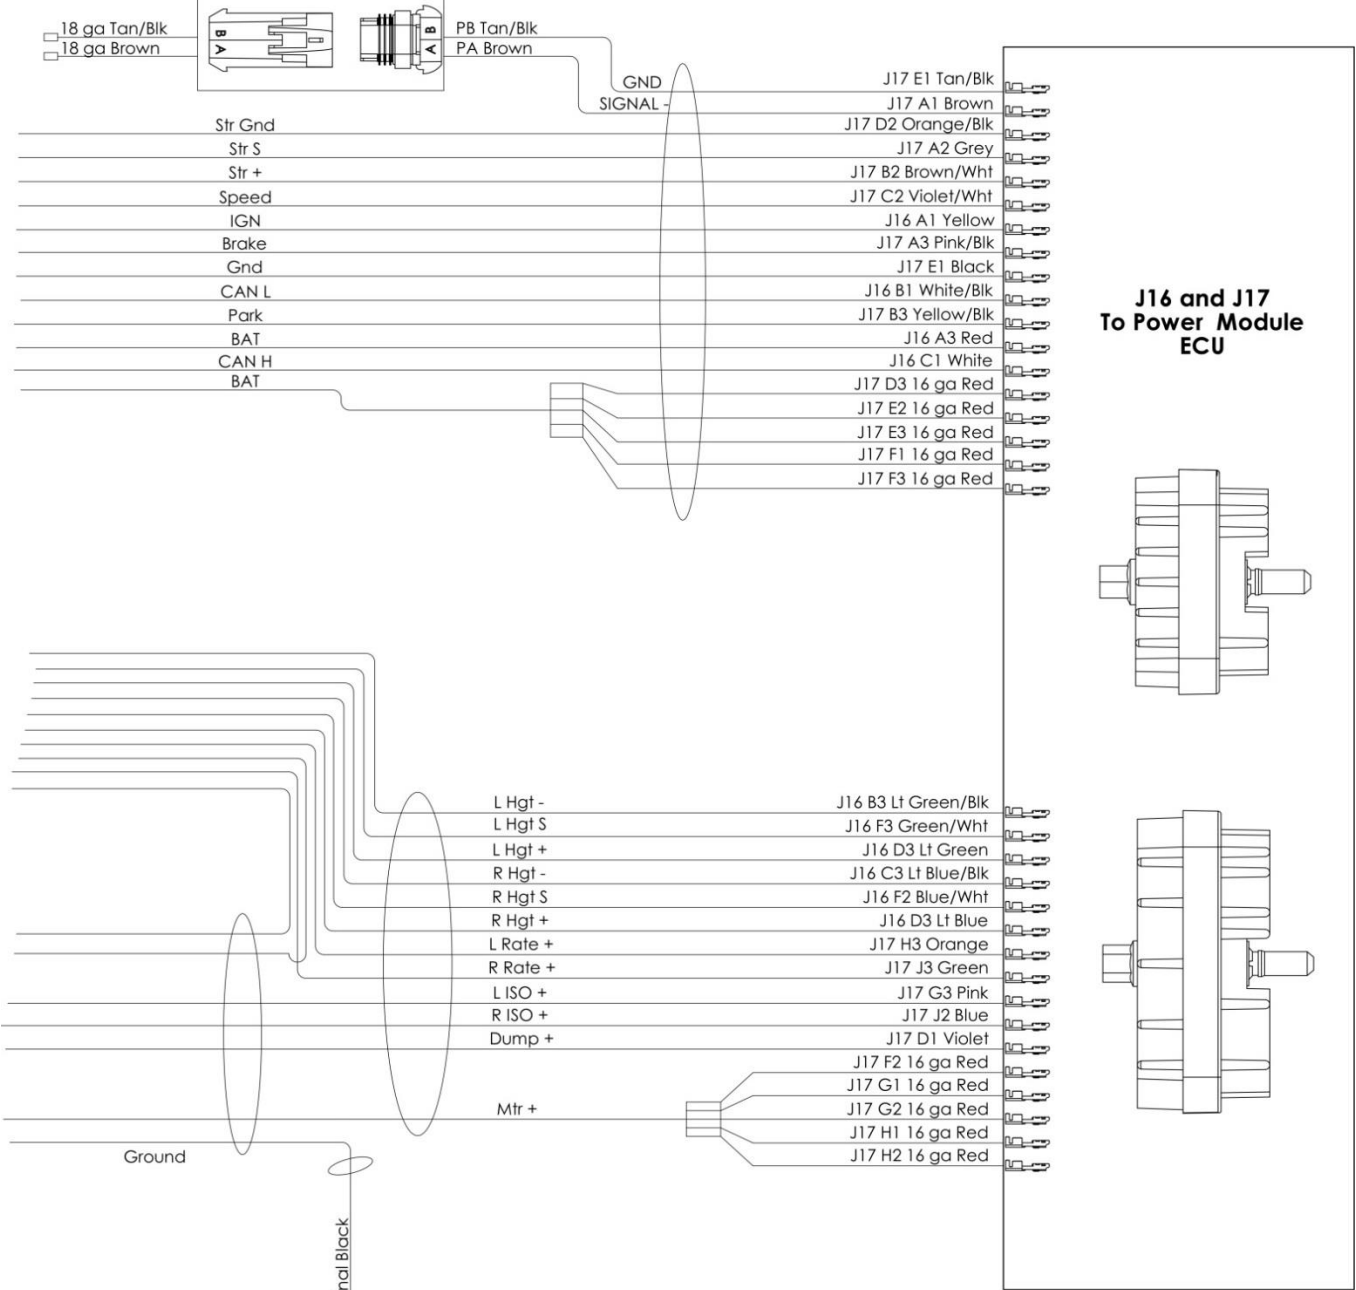 18 ga Tan/Blk
18 ga Brown
B
A
B
A
PB Tan/Blk
PA Brown
GND
J17 E1 Tan/Blk
SIGNAL -
J17 A1 Brown
Str Gnd
J17 D2 Orange/Blk
Str S
J17 A2 Grey
Str +
J17 B2 Brown/Wht
Speed
J17 C2 Violet/Wht
IGN
J16 A1 Yellow
Brake
J17 A3 Pink/Blk
Gnd
J17 E1 Black
CAN L
J16 B1 White/Blk
Park
J17 B3 Yellow/Blk
BAT
J16 A3 Red
CAN H
J16 C1 White
BAT
J17 D3 16 ga Red
J17 E2 16 ga Red
J17 E3 16 ga Red
J17 F1 16 ga Red
J17 F3 16 ga Red
J16 and J17
To Power Module
ECU
L Hgt -
J16 B3 Lt Green/Blk
L Hgt S
J16 F3 Green/Wht
L Hgt +
J16 D3 Lt Green
R Hgt -
J16 C3 Lt Blue/Blk
R Hgt S
J16 F2 Blue/Wht
R Hgt +
J16 D3 Lt Blue
L Rate +
J17 H3 Orange
R Rate +
J17 J3 Green
L ISO +
J17 G3 Pink
R ISO +
J17 J2 Blue
Dump +
J17 D1 Violet
J17 F2 16 ga Red
J17 G1 16 ga Red
Mtr +
J17 G2 16 ga Red
J17 H1 16 ga Red
J17 H2 16 ga Red
Ground
nal Black